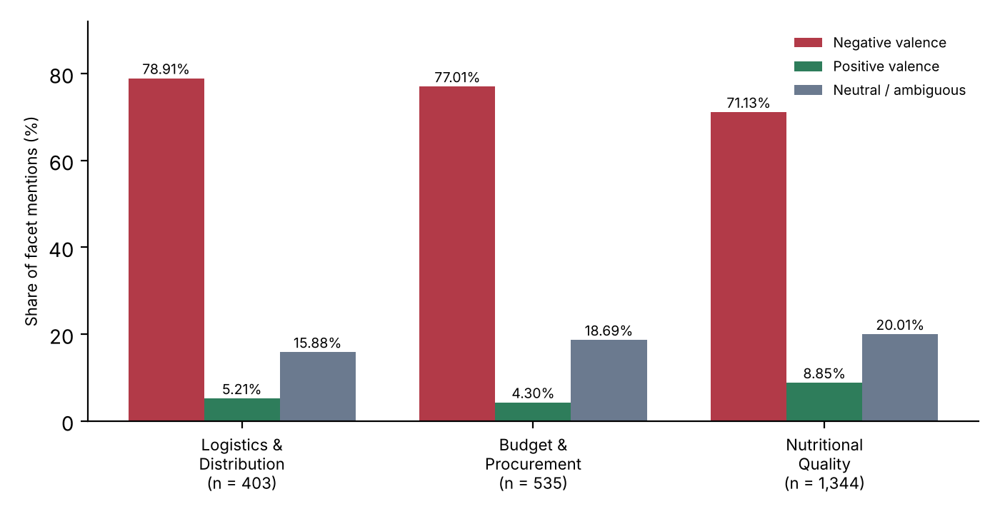 Negative valence
Positive valence
Neutral / ambiguous
Share of facet mentions (%)
80
60
40
20
0
78.91%
5.21%
15.88%
77.01%
4.30%
18.69%
71.13%
8.85%
20.01%
Logistics &
Distribution
(n = 403)
Budget &
Procurement
(n = 535)
Nutritional
Quality
(n = 1,344)